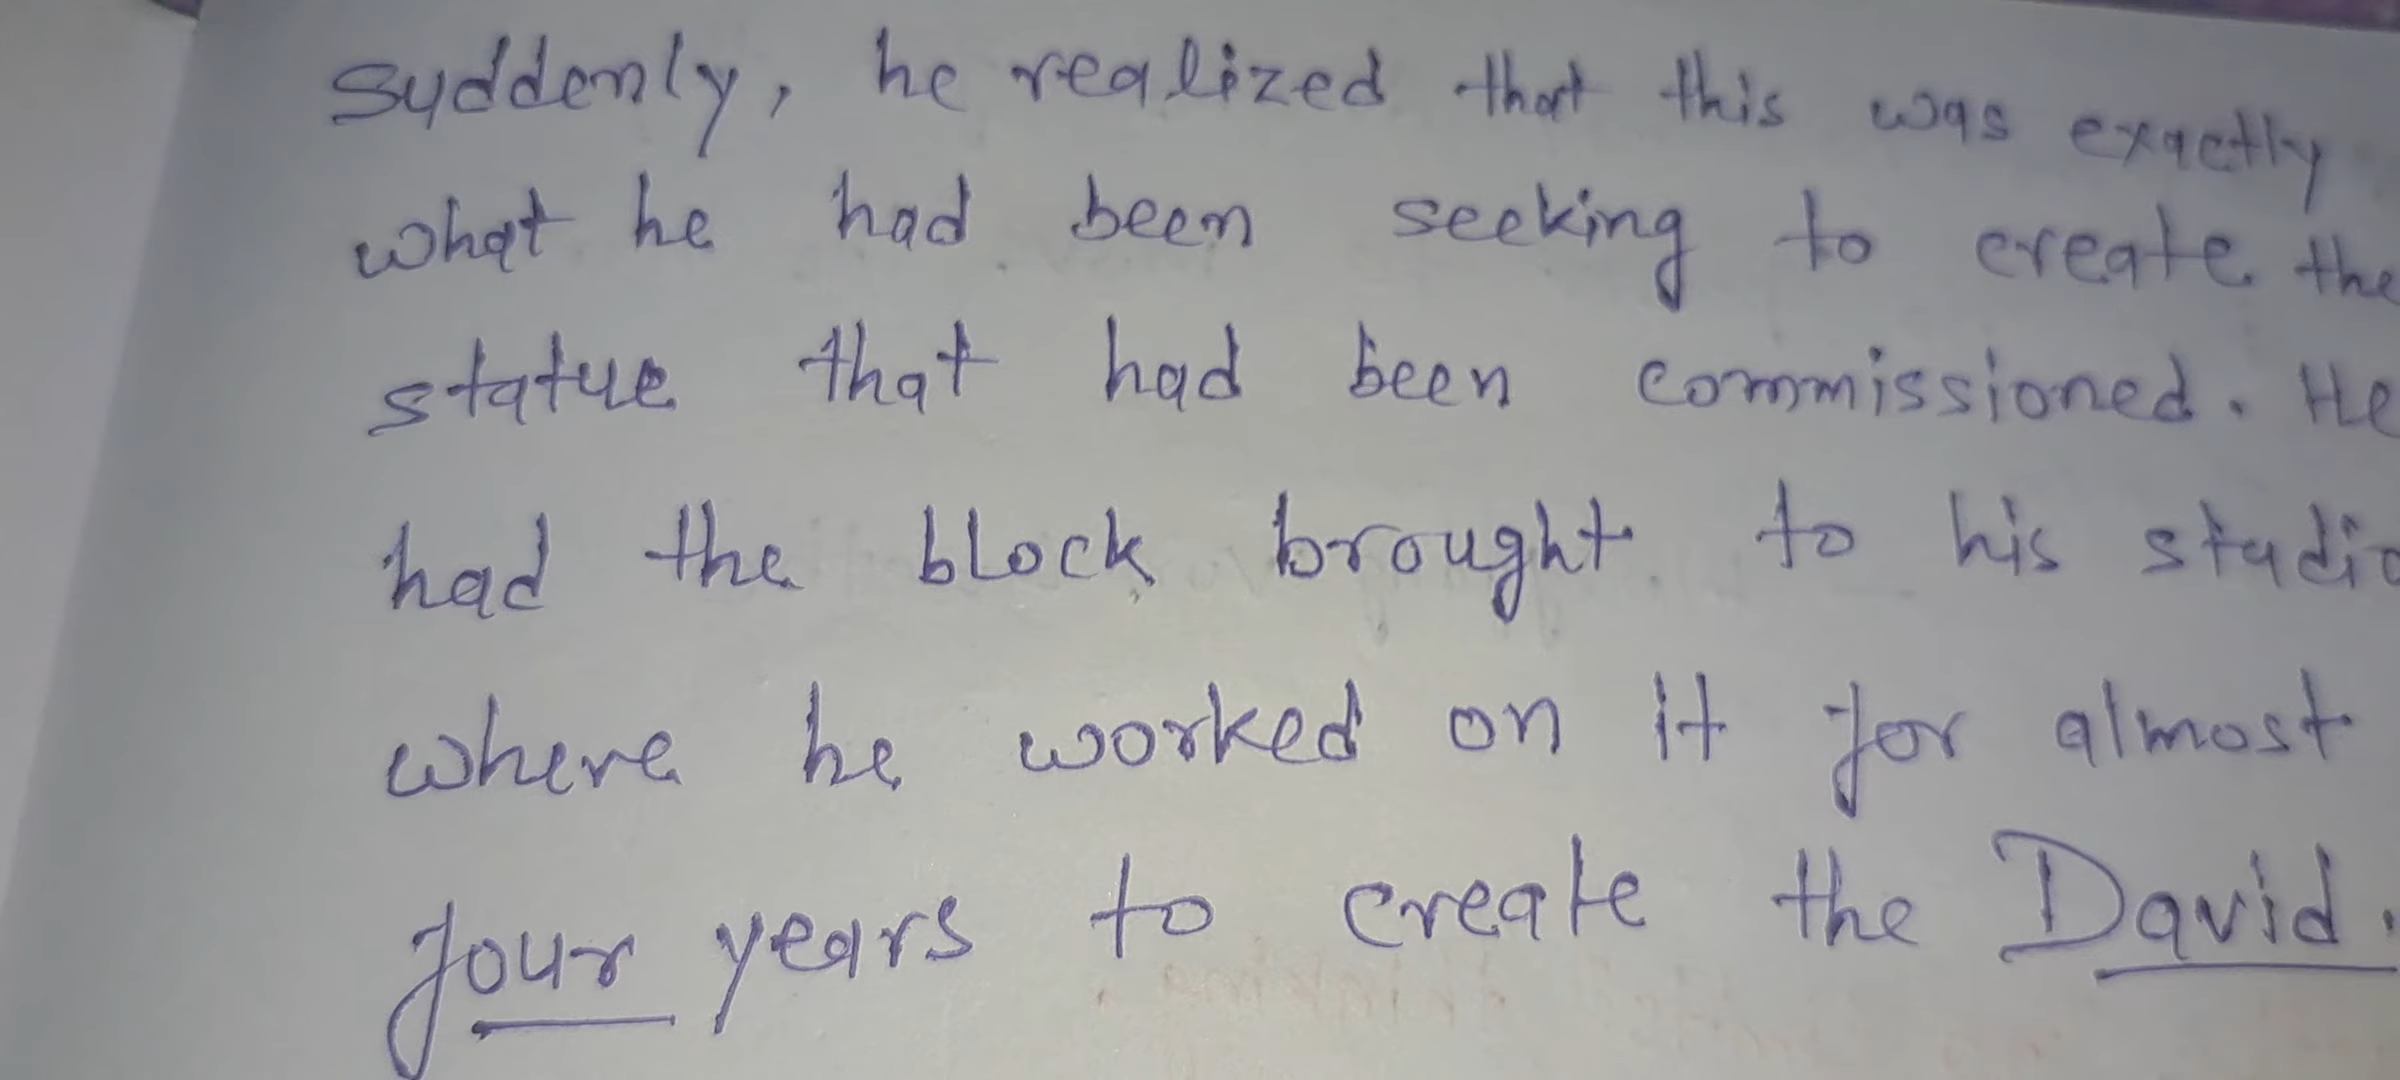 Suddenly, he realized that this was exactly
what he had been seeking to create the
statue that had been commissioned. He
had the block brought to his studio
where he worked on it for almost
four years to create the David.